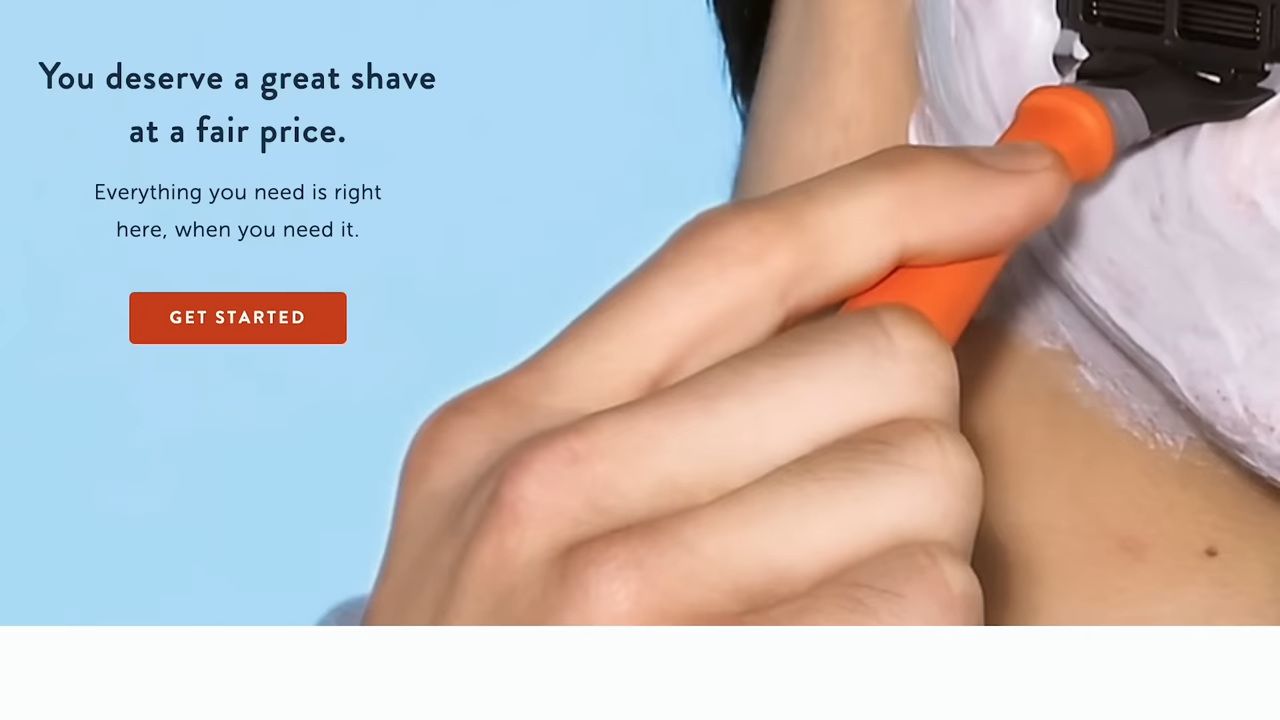 You deserve a great shave
at a fair price.
Everything you need is right
here, when you need it.
GET STARTED